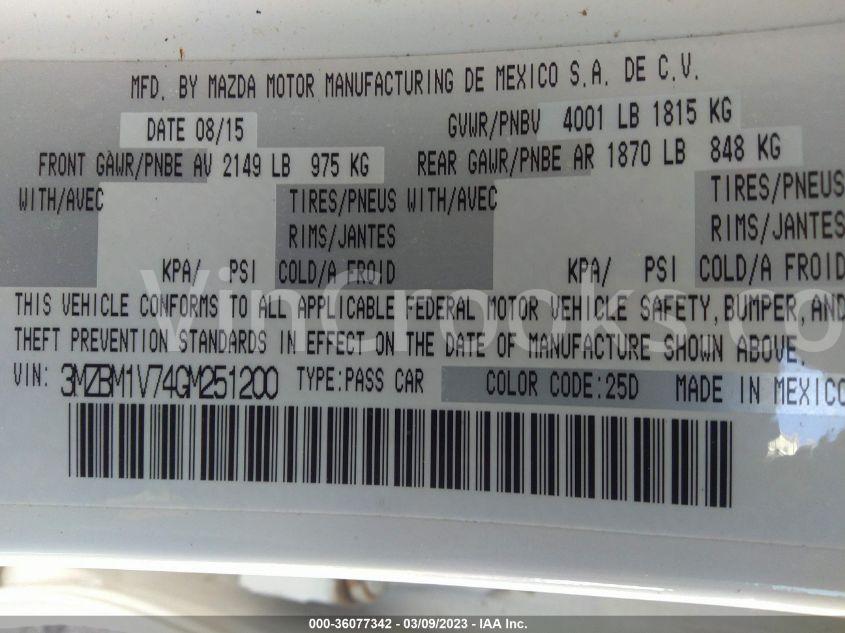 MFD. BY MAZDA MOTOR MANUFACTURING DE MEXICO S.A. DE C.V.
DATE 08/15 GVWR/PNBV 4001 LB 1815 KG
FRONT GAWR/PNBE AV 2149 LB 975 KG REAR GAWR/PNBE AR 1870 LB 848 KG
WITH/AVEC TIRES/PNEUS WITH/AVEC TIRES/PNEUS
RIMS/JANTES RIMS/JANTES
KPA/ PSI COLD/A FROID KPA/ PSI COLD/A FROID
VinCrooks.co
THIS VEHICLE CONFORMS TO ALL APPLICABLE FEDERAL MOTOR VEHICLE SAFETY, BUMPER, AND
THEFT PREVENTION STANDARDS IN EFFECT ON THE DATE OF MANUFACTURE SHOWN ABOVE.
VIN: 3MZBM1V74GM251200 TYPE:PASS CAR COLOR CODE:25D MADE IN MEXICO
000-36077342 - 03/09/2023 - IAA Inc.